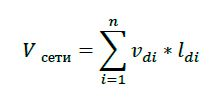 V сети = ∑_{i=1}^{n} v_{di} * l_{di}